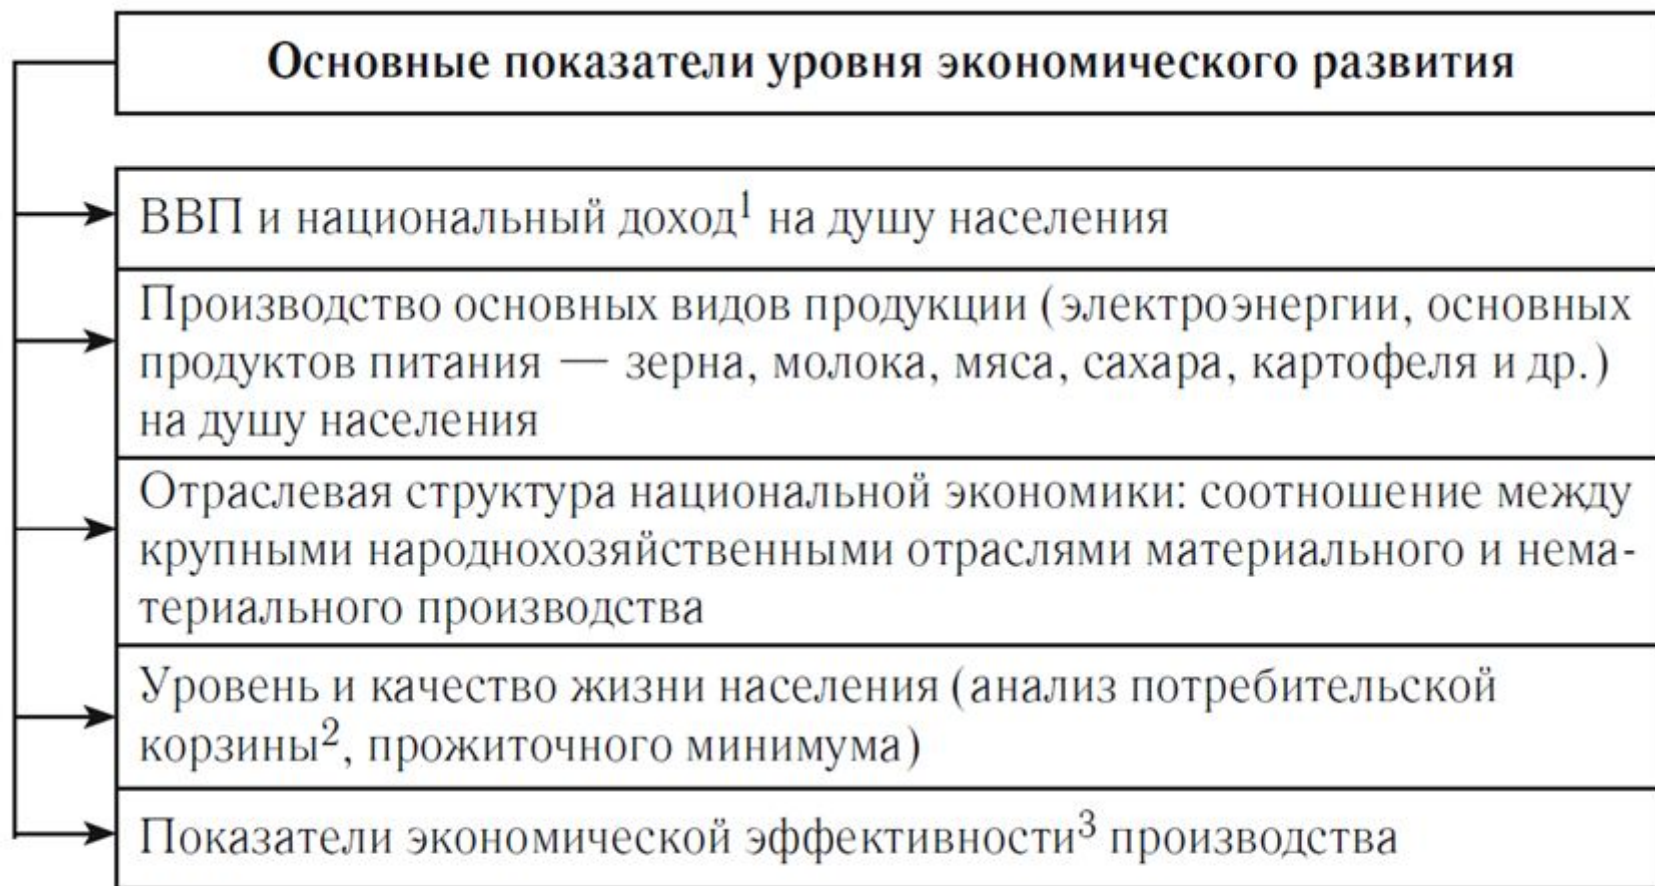 Основные показатели уровня экономического развития
ВВП и национальный доход¹ на душу населения
Производство основных видов продукции (электроэнергии, основных
продуктов питания — зерна, молока, мяса, сахара, картофеля и др.)
на душу населения
Отраслевая структура национальной экономики: соотношение между
крупными народнохозяйственными отраслями материального и нема-
териального производства
Уровень и качество жизни населения (анализ потребительской
корзины², прожиточного минимума)
Показатели экономической эффективности³ производства